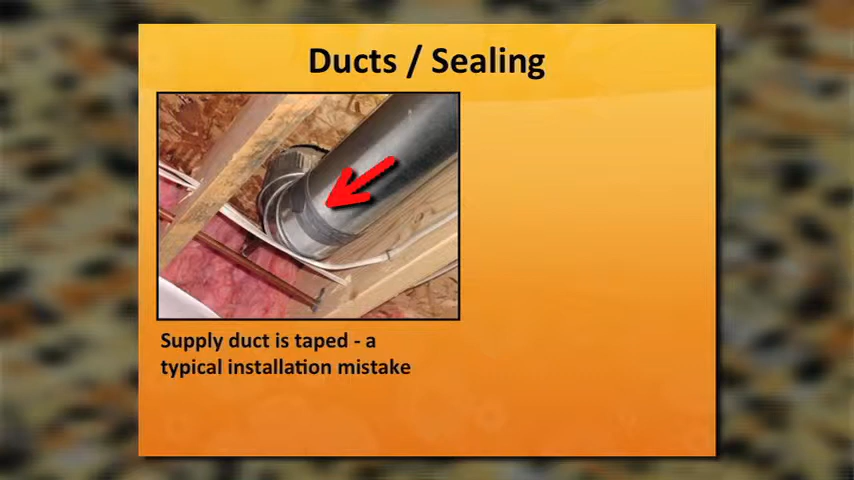 Ducts / Sealing
Supply duct is taped - a
typical installation mistake